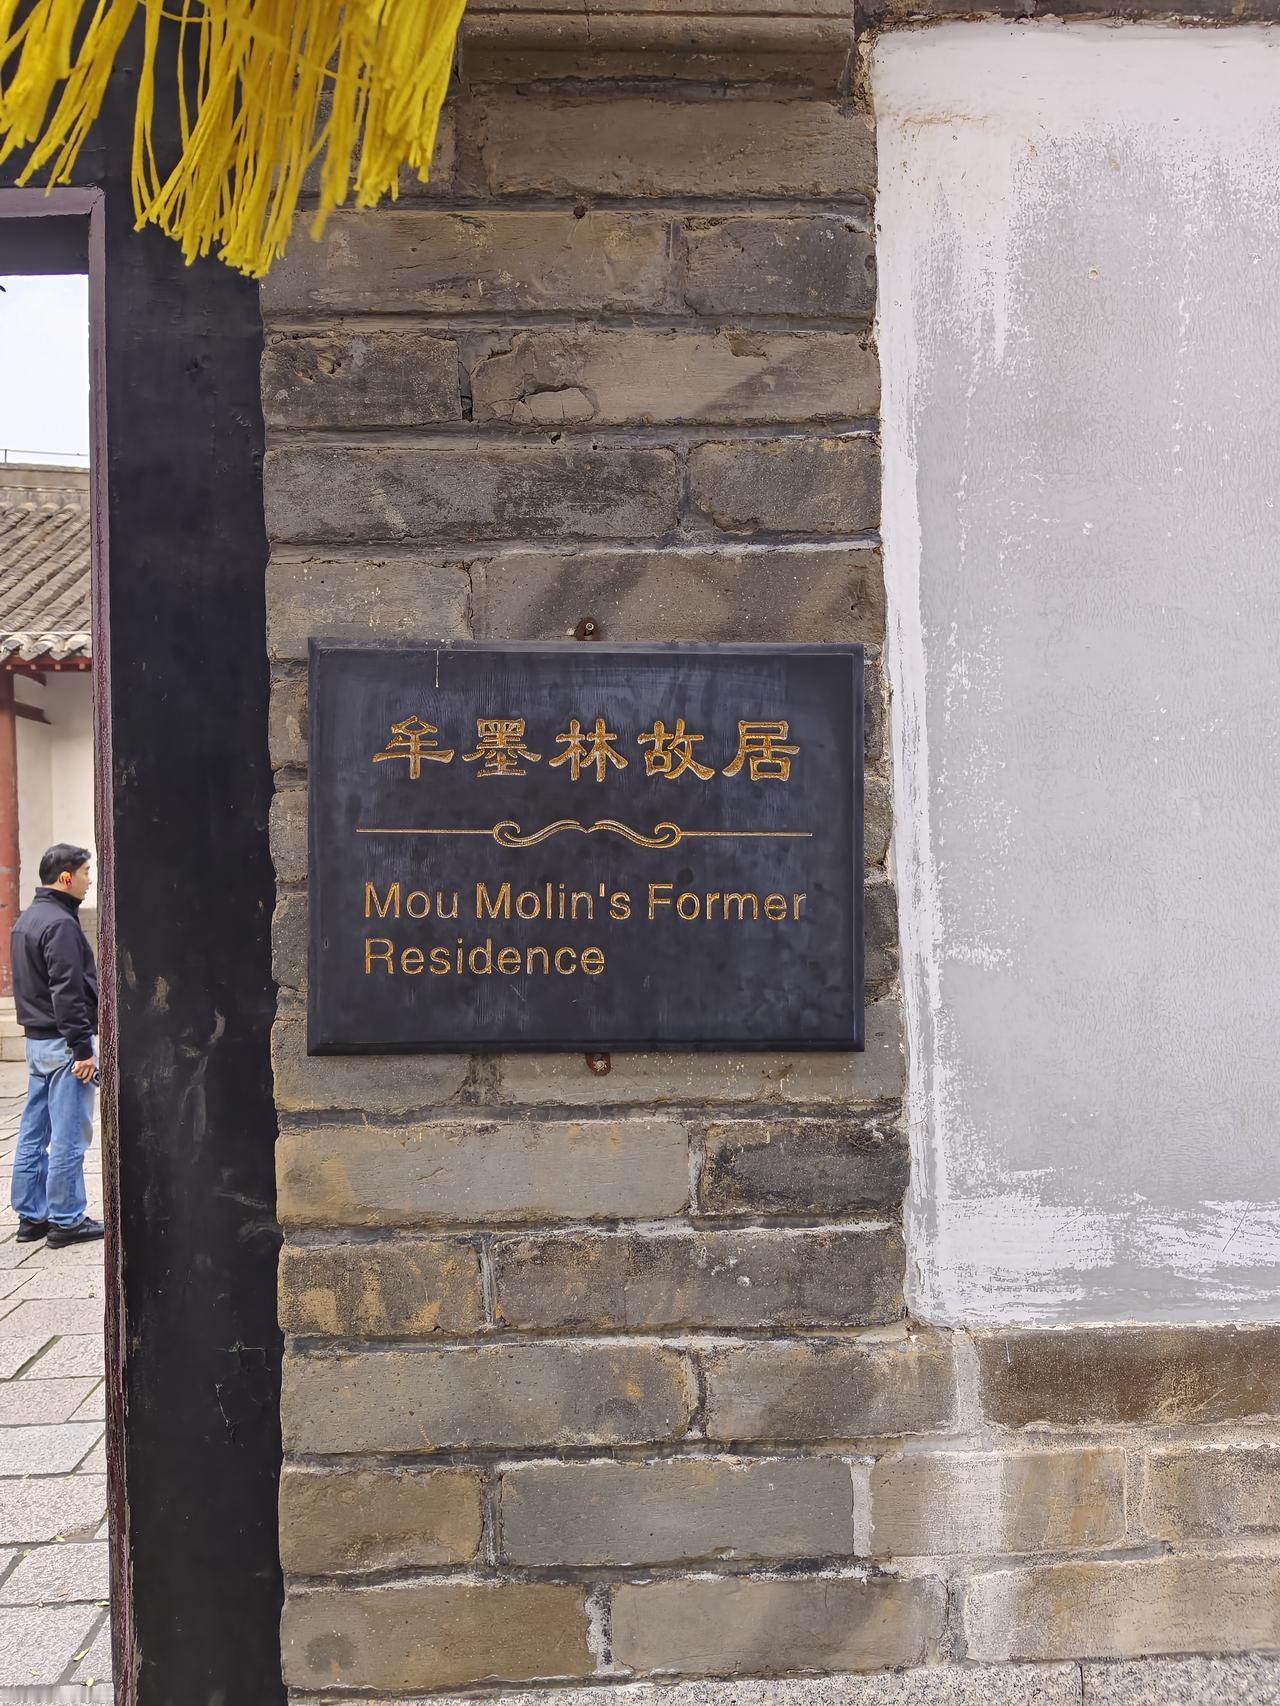 牟墨林故居
Mou Molin's Former
Residence